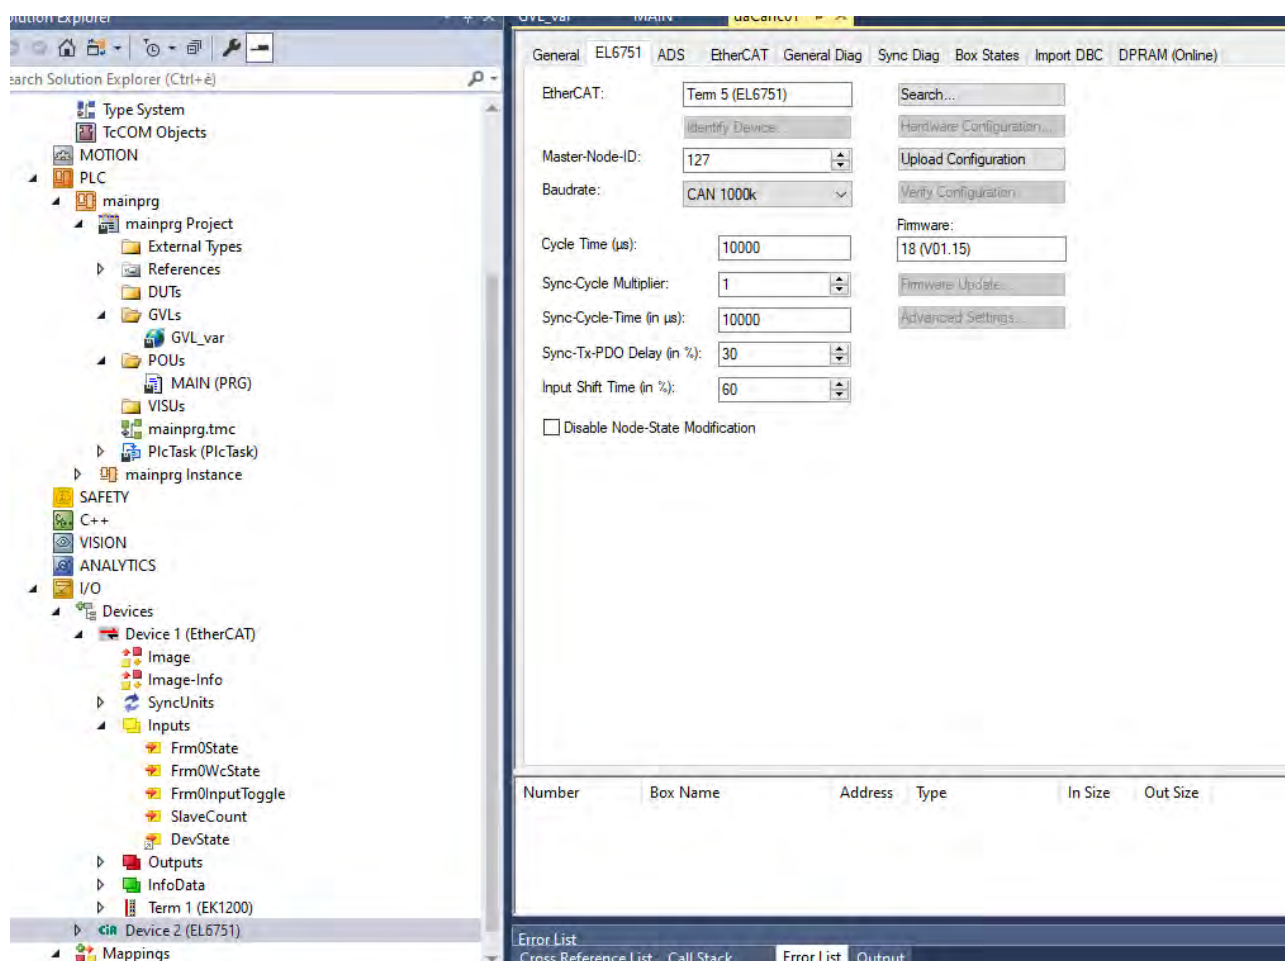 Solution Explorer
Search Solution Explorer (Ctrl+è)
Type System
TcCOM Objects
MOTION
PLC
mainprg
mainprg Project
External Types
References
DUTs
GVLs
GVL_var
POUs
MAIN (PRG)
VISUs
mainprg.tmc
PlcTask (PlcTask)
mainprg Instance
SAFETY
C++
VISION
ANALYTICS
I/O
Devices
Device 1 (EtherCAT)
Image
Image-Info
SyncUnits
Inputs
Frm0State
Frm0WcState
Frm0InputToggle
SlaveCount
DevState
Outputs
InfoData
Term 1 (EK1200)
CiA Device 2 (EL6751)
Mappings
GVL_var MAIN
General EL6751 ADS EtherCAT General Diag Sync Diag Box States Import DBC DPRAM (Online)
EtherCAT: Term 5 (EL6751) Search...
Identify Device... Hardware Configuration...
Master-Node-ID: 127 Upload Configuration
Baudrate: CAN 1000k Verify Configuration
Firmware:
Cycle Time (µs): 10000 18 (V01.15)
Sync-Cycle Multiplier: 1 Firmware Update...
Sync-Cycle-Time (in µs): 10000 Advanced Settings...
Sync-Tx-PDO Delay (in %): 30
Input Shift Time (in %): 60
Disable Node-State Modification
Number Box Name Address Type In Size Out Size
Error List
Cross Reference List Call Stack Error List Output